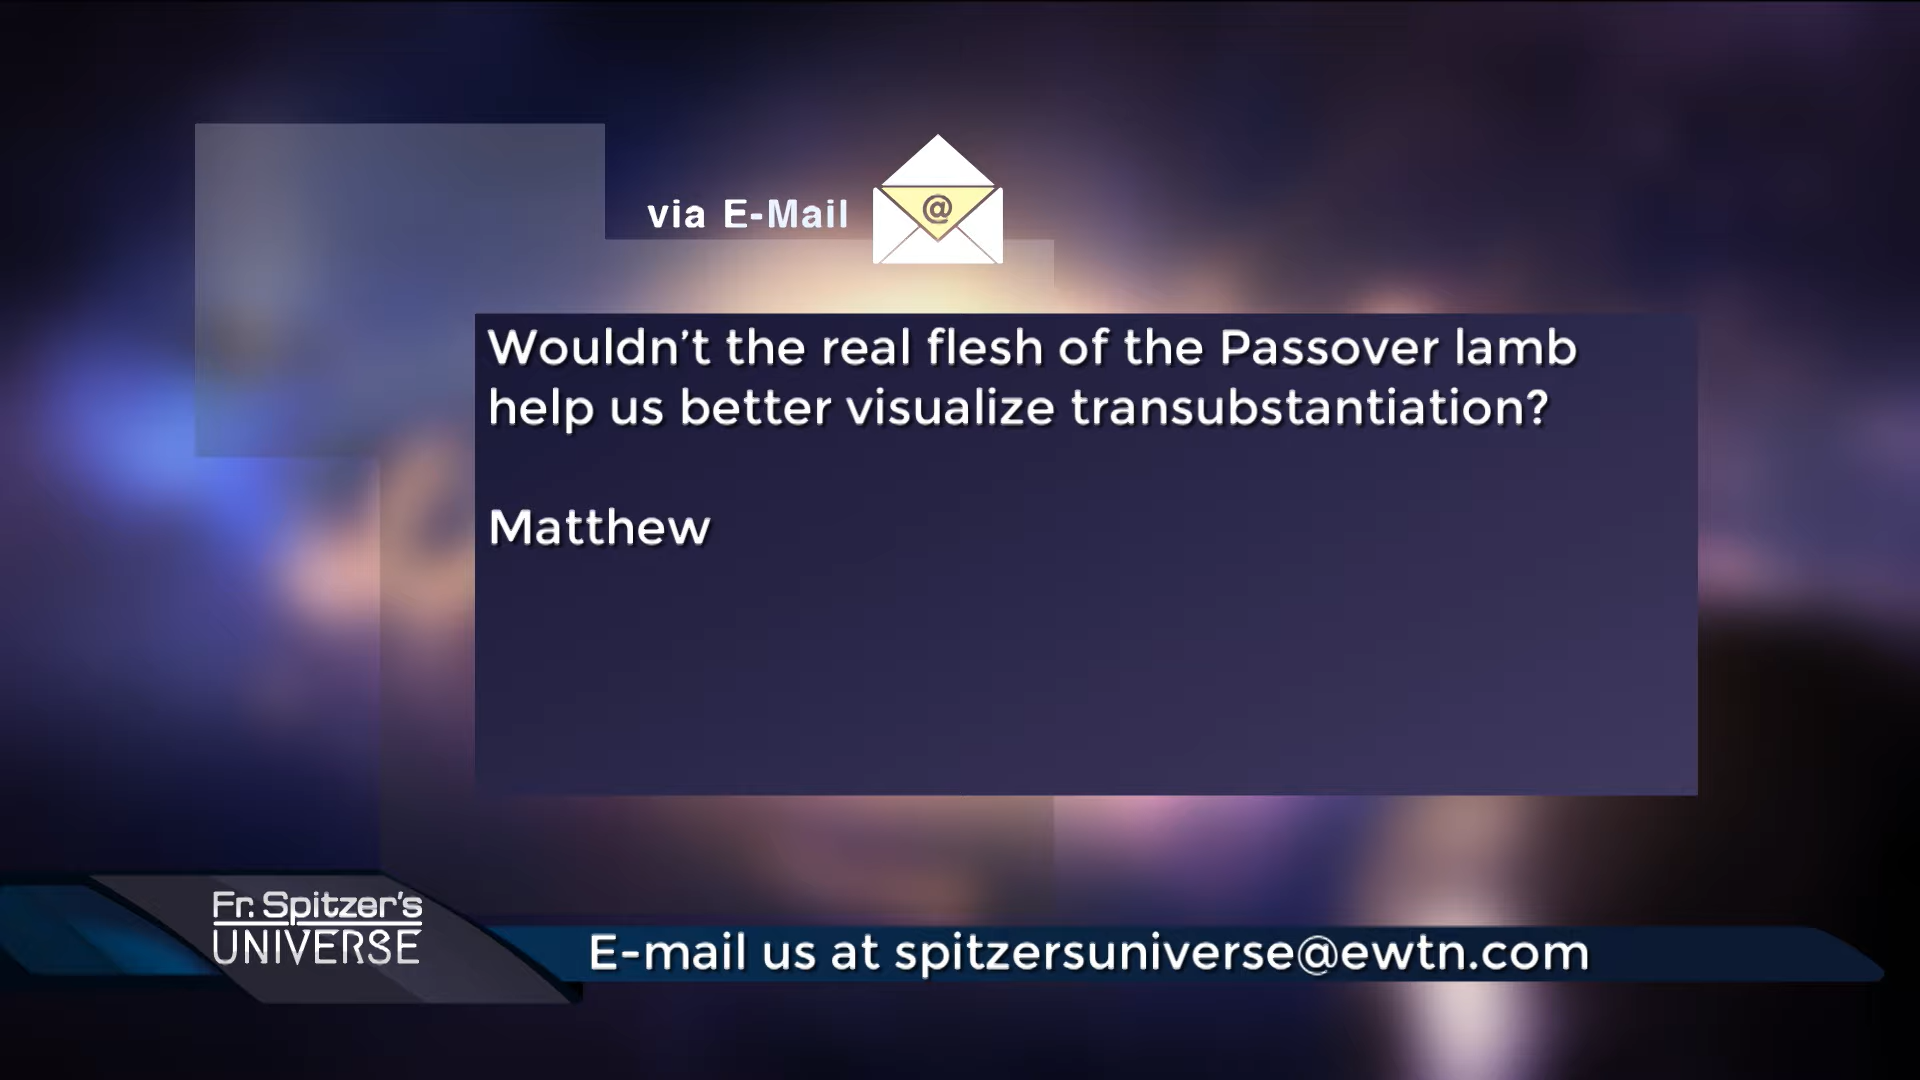 via E-Mail
@
Wouldn't the real flesh of the Passover lamb
help us better visualize transubstantiation?
Matthew
Fr. Spitzer's
UNIVERSE
E-mail us at spitzersuniverse@ewtn.com